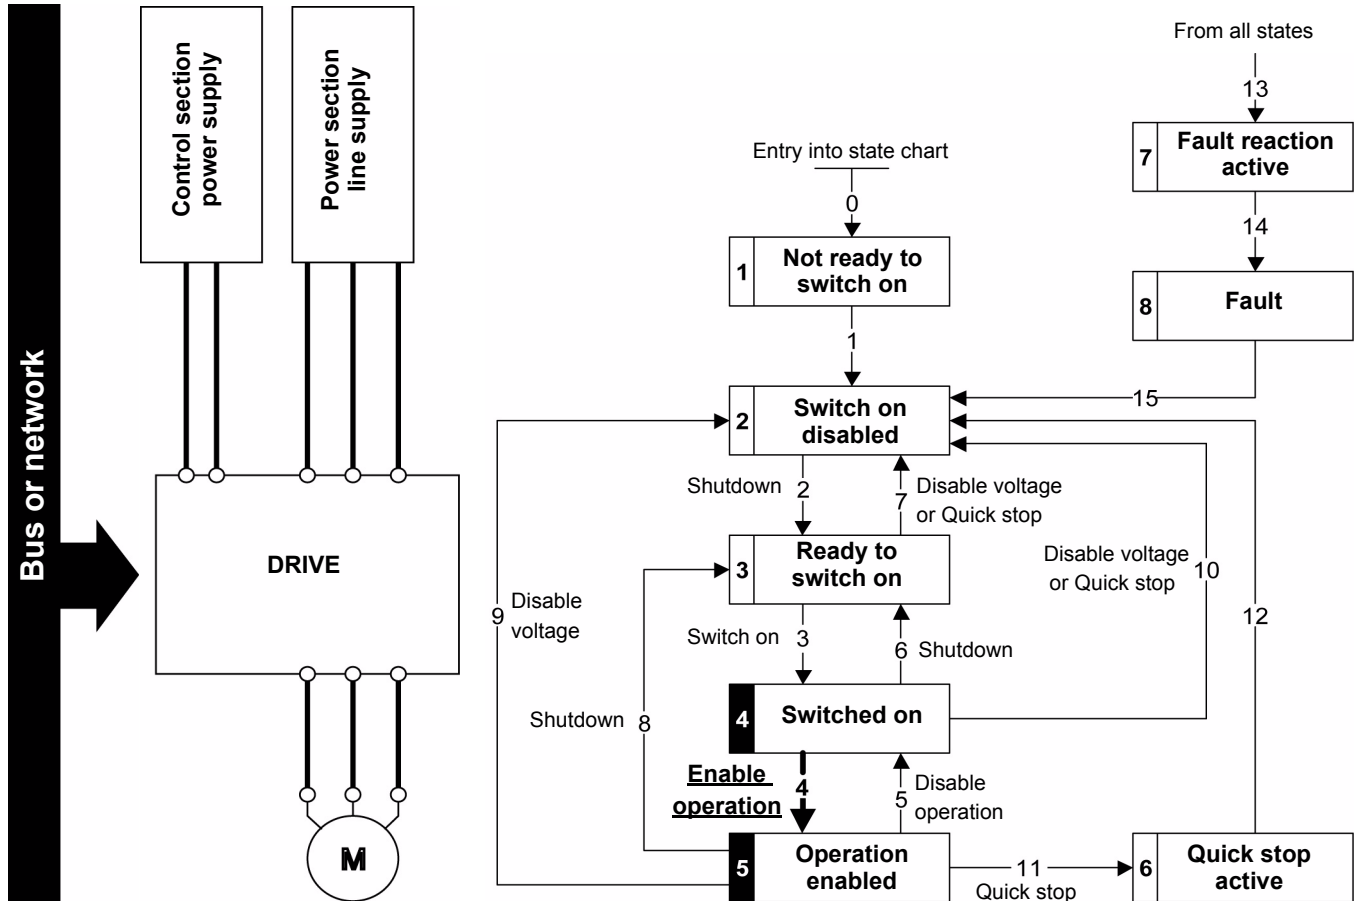 Bus or network
Control section
power supply
Power section
line supply
DRIVE
M
From all states
13
7
Fault reaction
active
14
8
Fault
15
Entry into state chart
0
1
Not ready to
switch on
1
2
Switch on
disabled
Shutdown
2
7
Disable voltage
or Quick stop
3
Ready to
switch on
Disable voltage
or Quick stop
10
12
9
Disable
voltage
Switch on
3
6
Shutdown
4
Switched on
Shutdown
8
Enable
operation
4
5
Disable
operation
5
Operation
enabled
11
Quick stop
6
Quick stop
active